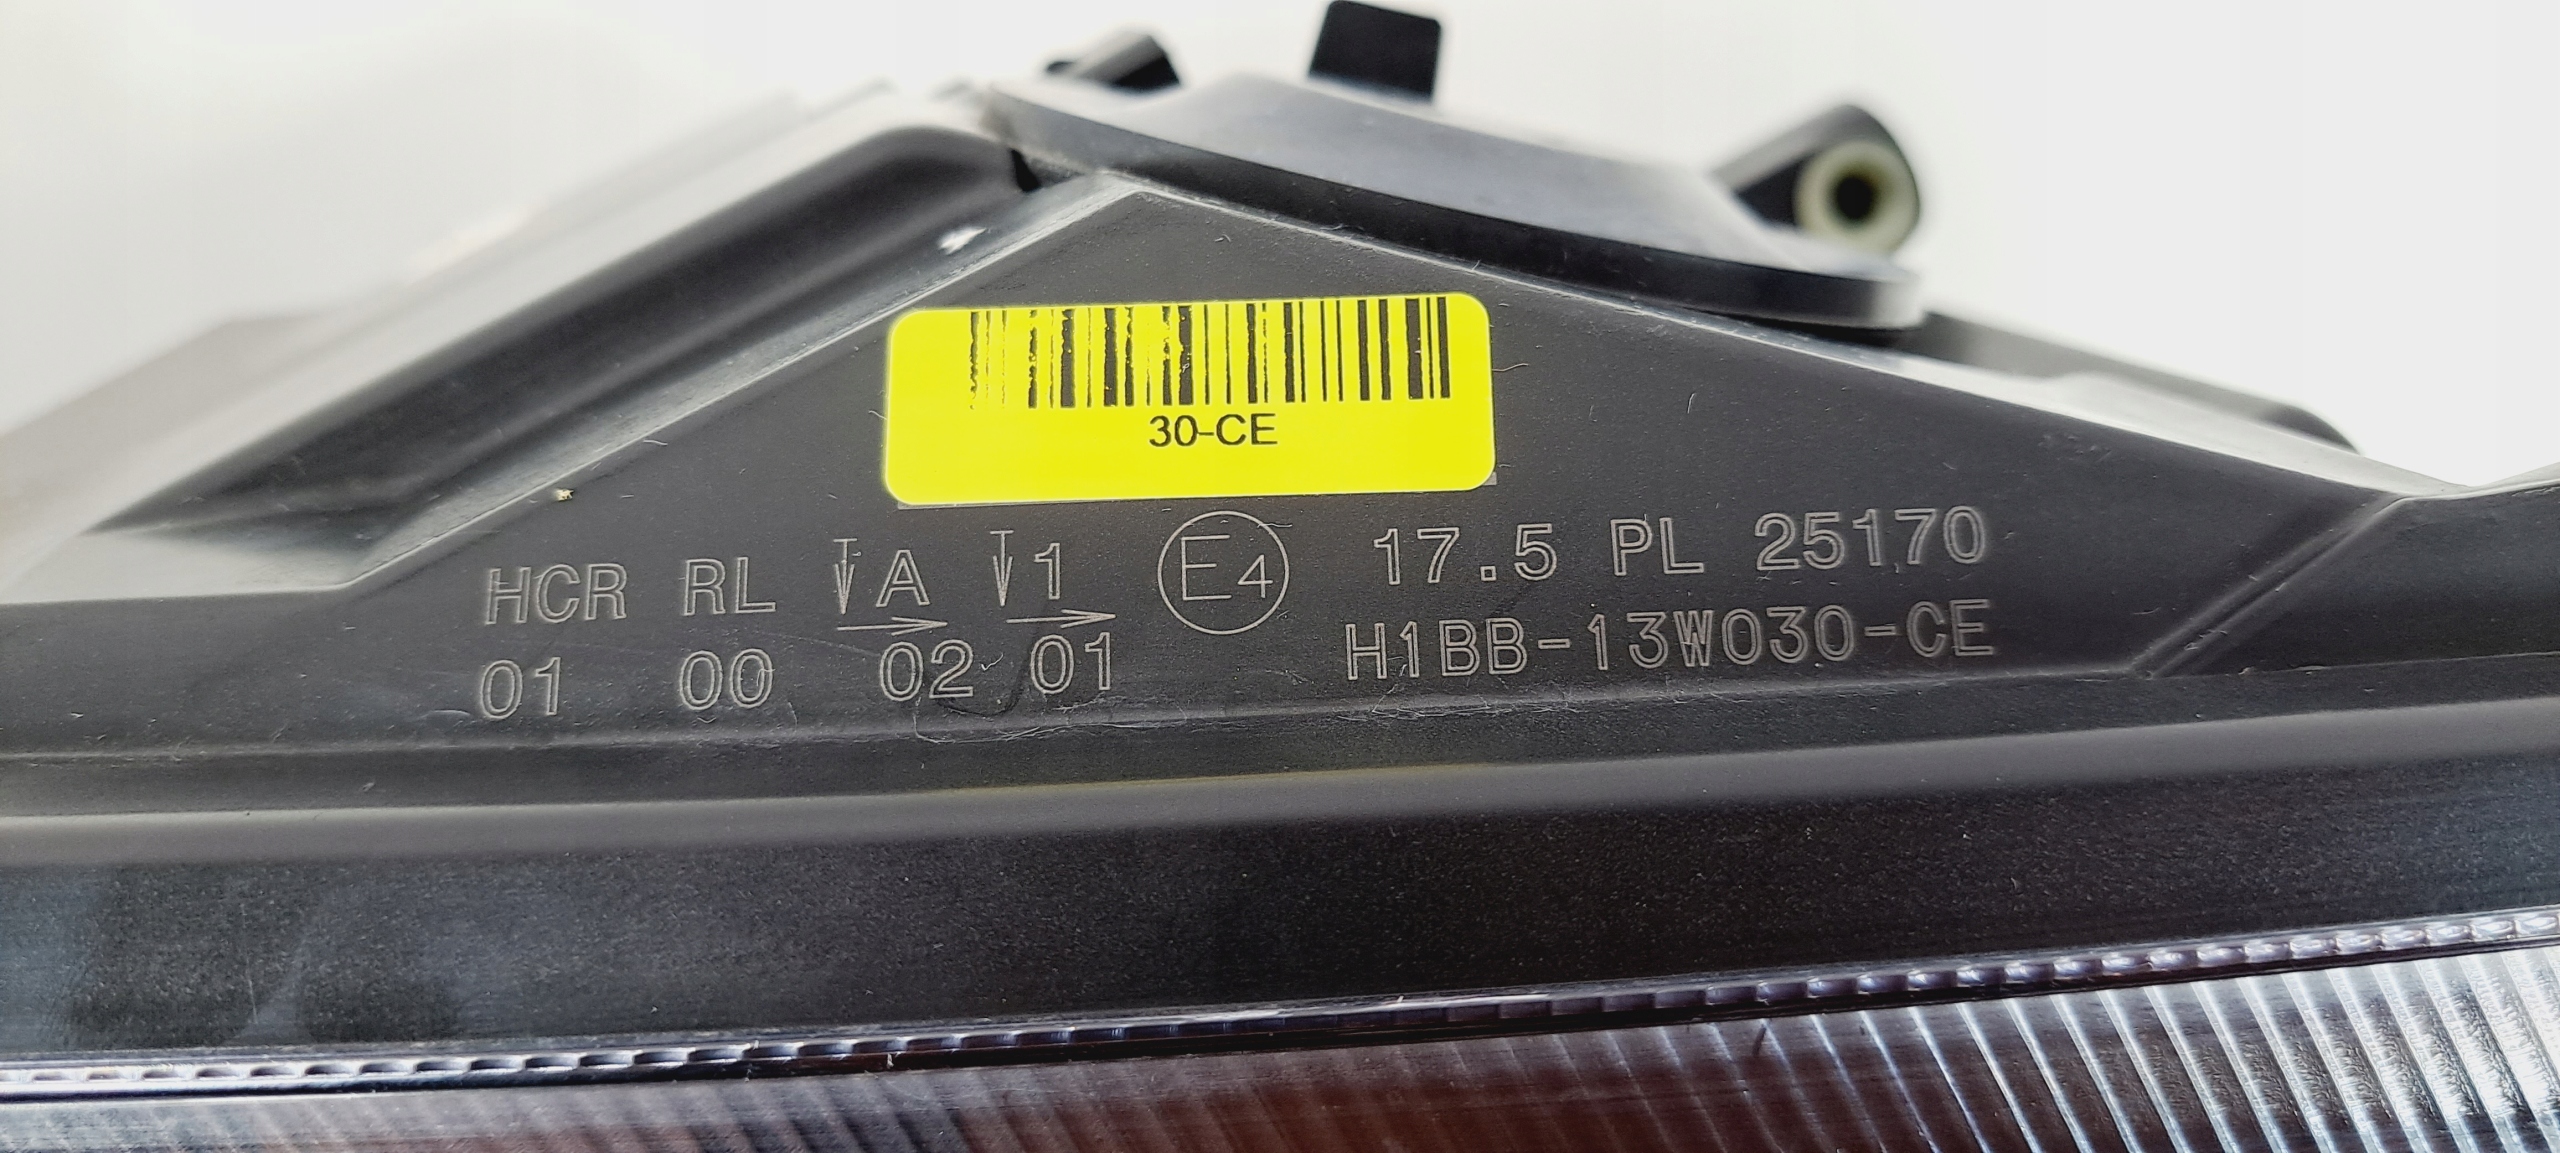 30-CE
HCR RL A 1 E4 17.5 PL 25170
01 00 02 01 H1BB-13W030-CE